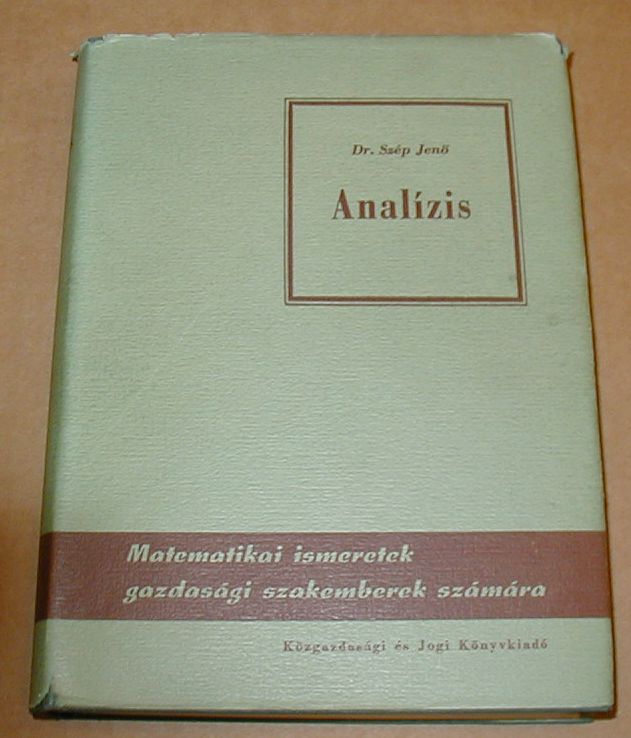 Dr. Szép Jenő
Analízis
Matematikai ismeretek
gazdasági szakemberek számára
Közgazdasági és Jogi Könyvkiadó